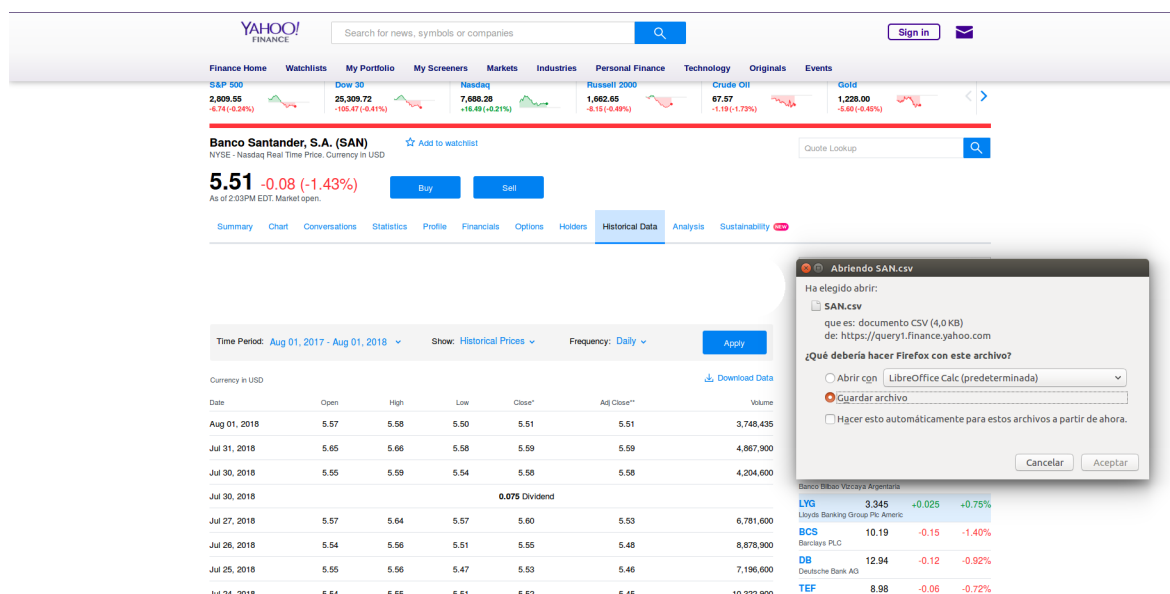 YAHOO!
FINANCE
Search for news, symbols or companies
Sign in
Finance Home Watchlists My Portfolio My Screeners Markets Industries Personal Finance Technology Originals Events
S&P 500 Dow 30 Nasdaq Russell 2000 Crude Oil Gold
2,809.55 25,309.72 7,688.28 1,662.65 67.57 1,228.00
-6.74 (-0.24%) -105.47 (-0.41%) +16.49 (+0.21%) -8.15 (-0.49%) -1.19 (-1.73%) -5.60 (-0.45%)
Banco Santander, S.A. (SAN) Add to watchlist
NYSE - Nasdaq Real Time Price. Currency in USD
Quote Lookup
5.51 -0.08 (-1.43%) Buy Sell
As of 2:03PM EDT. Market open.
Summary Chart Conversations Statistics Profile Financials Options Holders Historical Data Analysis Sustainability NEW
Time Period: Aug 01, 2017 - Aug 01, 2018 Show: Historical Prices Frequency: Daily Apply
Currency in USD Download Data
Date Open High Low Close* Adj Close** Volume
Aug 01, 2018 5.57 5.58 5.50 5.51 5.51 3,748,435
Jul 31, 2018 5.65 5.66 5.58 5.59 5.59 4,867,900
Jul 30, 2018 5.55 5.59 5.54 5.58 5.58 4,204,600
Jul 30, 2018 0.075 Dividend
Jul 27, 2018 5.57 5.64 5.57 5.60 5.53 6,781,600
Jul 26, 2018 5.54 5.56 5.51 5.55 5.48 8,878,900
Jul 25, 2018 5.55 5.56 5.47 5.53 5.46 7,196,600
Jul 24, 2018 5.54 5.55 5.51 5.52 5.45 10,322,900
Abriendo SAN.csv
Ha elegido abrir:
SAN.csv
que es: documento CSV (4,0 KB)
de: https://query1.finance.yahoo.com
¿Qué debería hacer Firefox con este archivo?
Abrir con LibreOffice Calc (predeterminada)
Guardar archivo
Hacer esto automáticamente para estos archivos a partir de ahora.
Cancelar Aceptar
Banco Bilbao Vizcaya Argentaria
LYG 3.345 +0.025 +0.75%
Lloyds Banking Group Plc Americ
BCS 10.19 -0.15 -1.40%
Barclays PLC
DB 12.94 -0.12 -0.92%
Deutsche Bank AG
TEF 8.98 -0.06 -0.72%